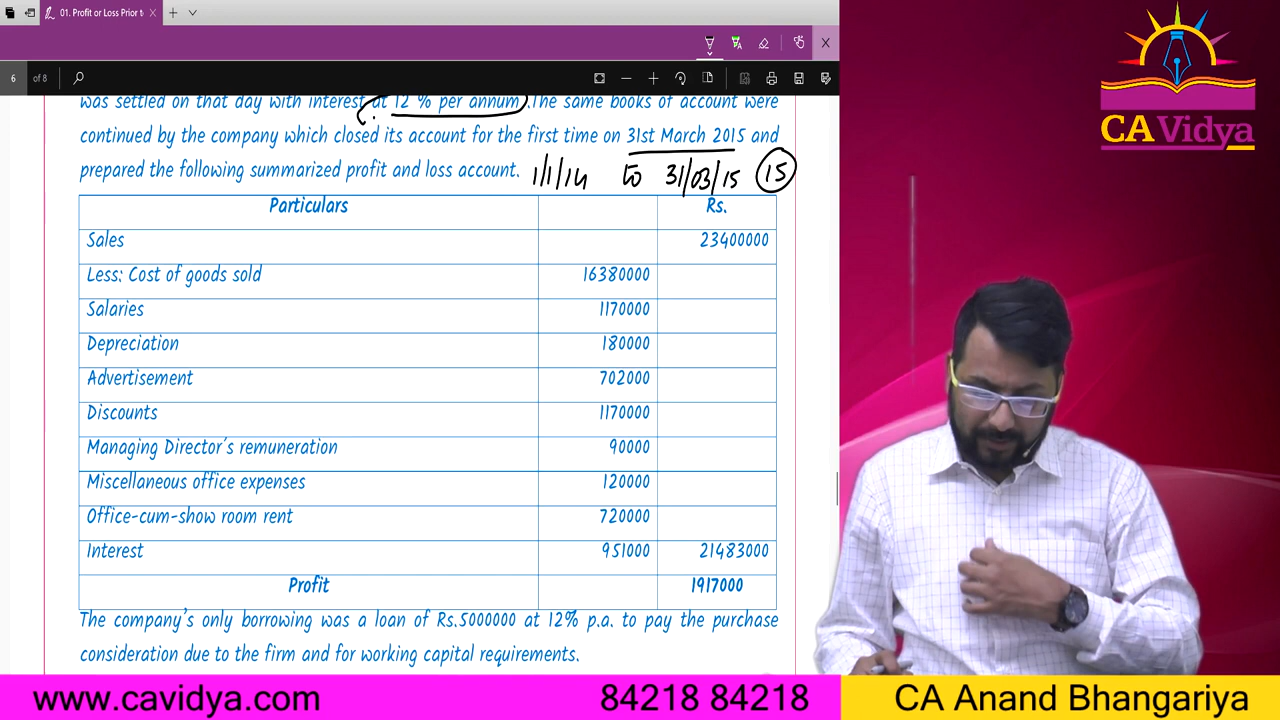 01. Profit or Loss Prior t
6 of 8
was settled on that day with interest at 12 % per annum .The same books of account were
continued by the company which closed its account for the first time on 31st March 2015 and
prepared the following summarized profit and loss account. 1/1/14 to 31/03/15 15
Particulars Rs.
Sales 23400000
Less: Cost of goods sold 16380000
Salaries 1170000
Depreciation 180000
Advertisement 702000
Discounts 1170000
Managing Director's remuneration 90000
Miscellaneous office expenses 120000
Office-cum-show room rent 720000
Interest 951000 21483000
Profit 1917000
The company's only borrowing was a loan of Rs.5000000 at 12% p.a. to pay the purchase
consideration due to the firm and for working capital requirements.
CA Vidya
www.cavidya.com 84218 84218 CA Anand Bhangariya